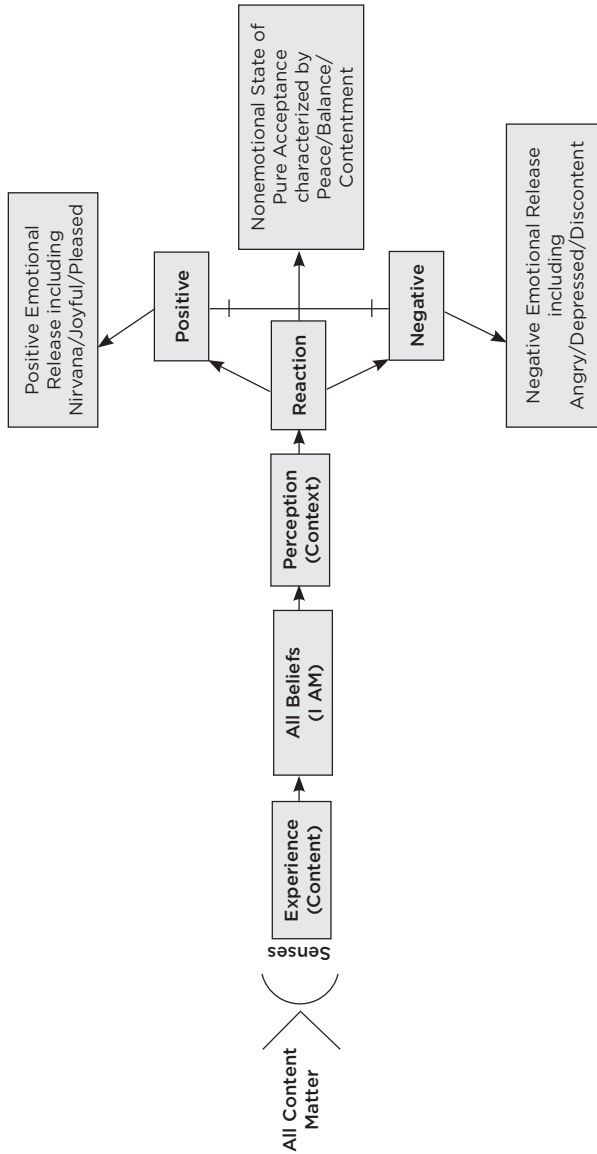 All Content
Matter
Senses
Experience
(Content)
All Beliefs
(I AM)
Perception
(Context)
Reaction
Positive
Negative
Positive Emotional
Release including
Nirvana/Joyful/Pleased
Nonemotional State of
Pure Acceptance
characterized by
Peace/Balance/
Contentment
Negative Emotional Release
including
Angry/Depressed/Discontent